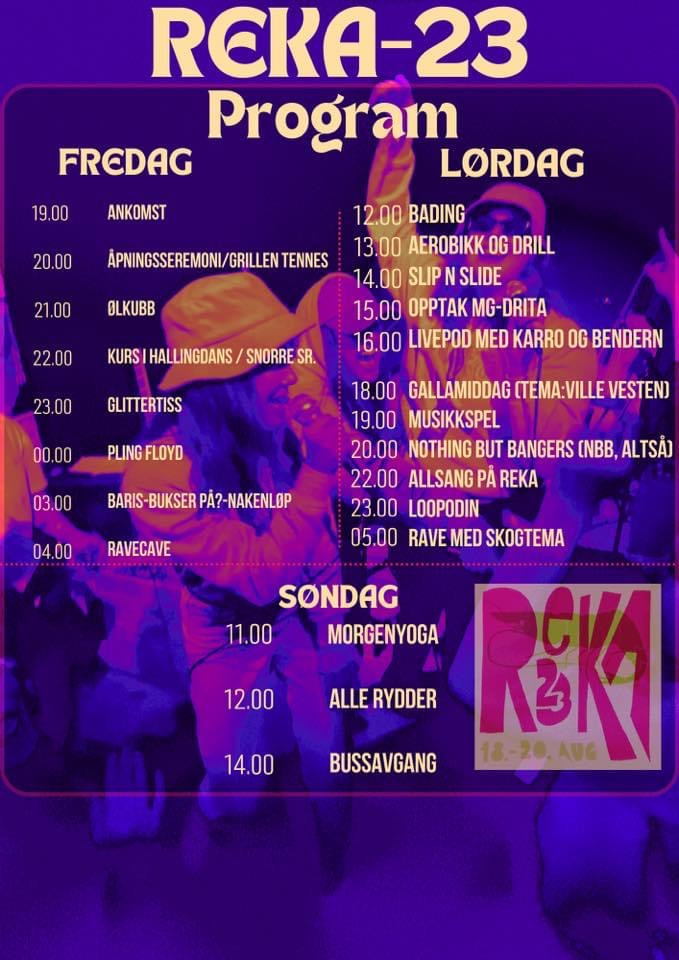 REKA-23
Program
FREDAG
19.00 ANKOMST
20.00 ÅPNINGSSEREMONI/GRILLEN TENNES
21.00 ØLKUBB
22.00 KURS I HALLINGDANS / SNORRE SR.
23.00 GLITTERTISS
00.00 PLING FLOYD
03.00 BARIS-BUKSER PÅ?-NAKENLØP
04.00 RAVECAVE
LØRDAG
12.00 BADING
13.00 AEROBIKK OG DRILL
14.00 SLIP N SLIDE
15.00 OPPTAK MG-DRITA
16.00 LIVEPOD MED KARRO OG BENDERN
18.00 GALLAMIDDAG (TEMA:VILLE VESTEN)
19.00 MUSIKKSPEL
20.00 NOTHING BUT BANGERS (NBB, ALTSÅ)
22.00 ALLSANG PÅ REKA
23.00 LOOPODIN
05.00 RAVE MED SKOGTEMA
SØNDAG
11.00 MORGENYOGA
12.00 ALLE RYDDER
14.00 BUSSAVGANG
ReKA
23
18.-20. AUG